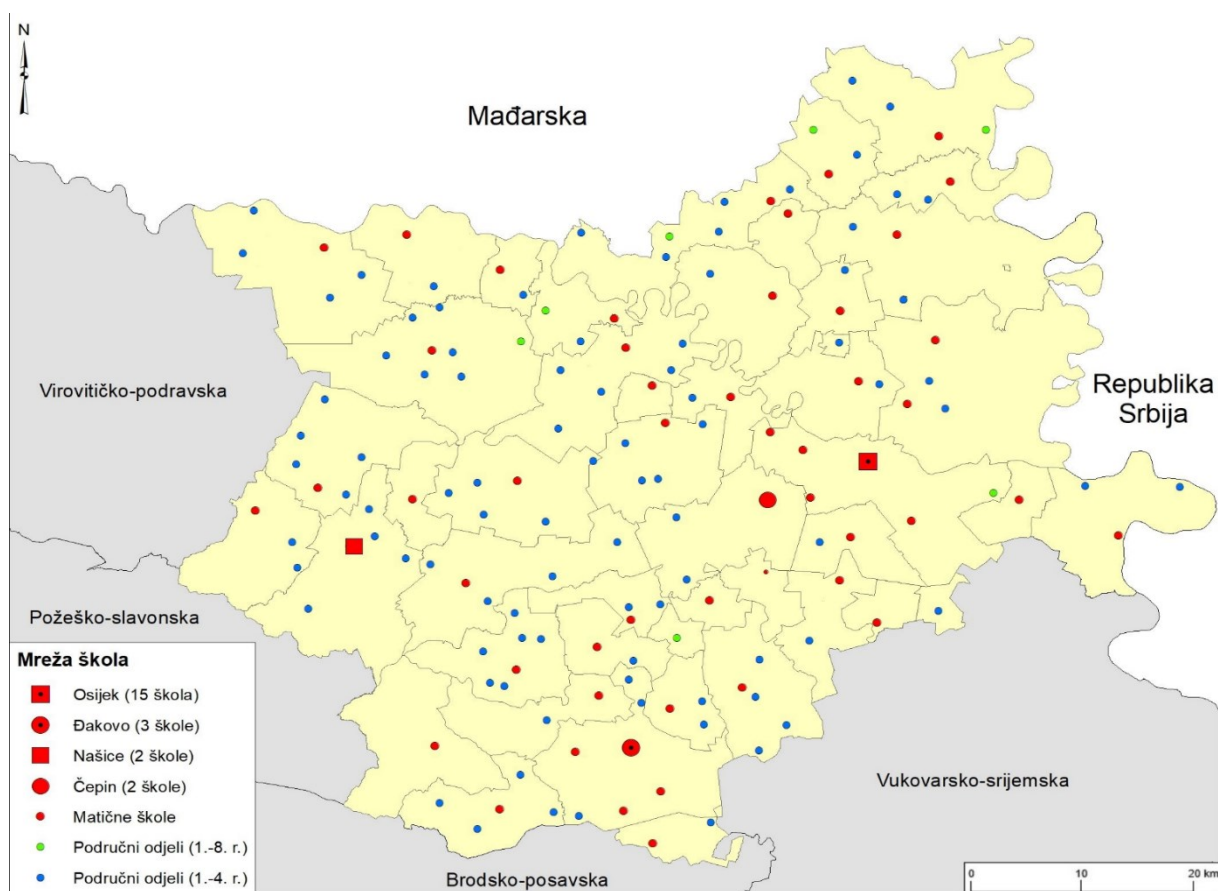 N
Mađarska
Virovitičko-podravska
Republika
Srbija
Požeško-slavonska
Mreža škola
Osijek (15 škola)
Đakovo (3 škole)
Našice (2 škole)
Čepin (2 škole)
Matične škole
Područni odjeli (1.-8. r.)
Područni odjeli (1.-4. r.)
Vukovarsko-srijemska
Brodsko-posavska
0 10 20 km